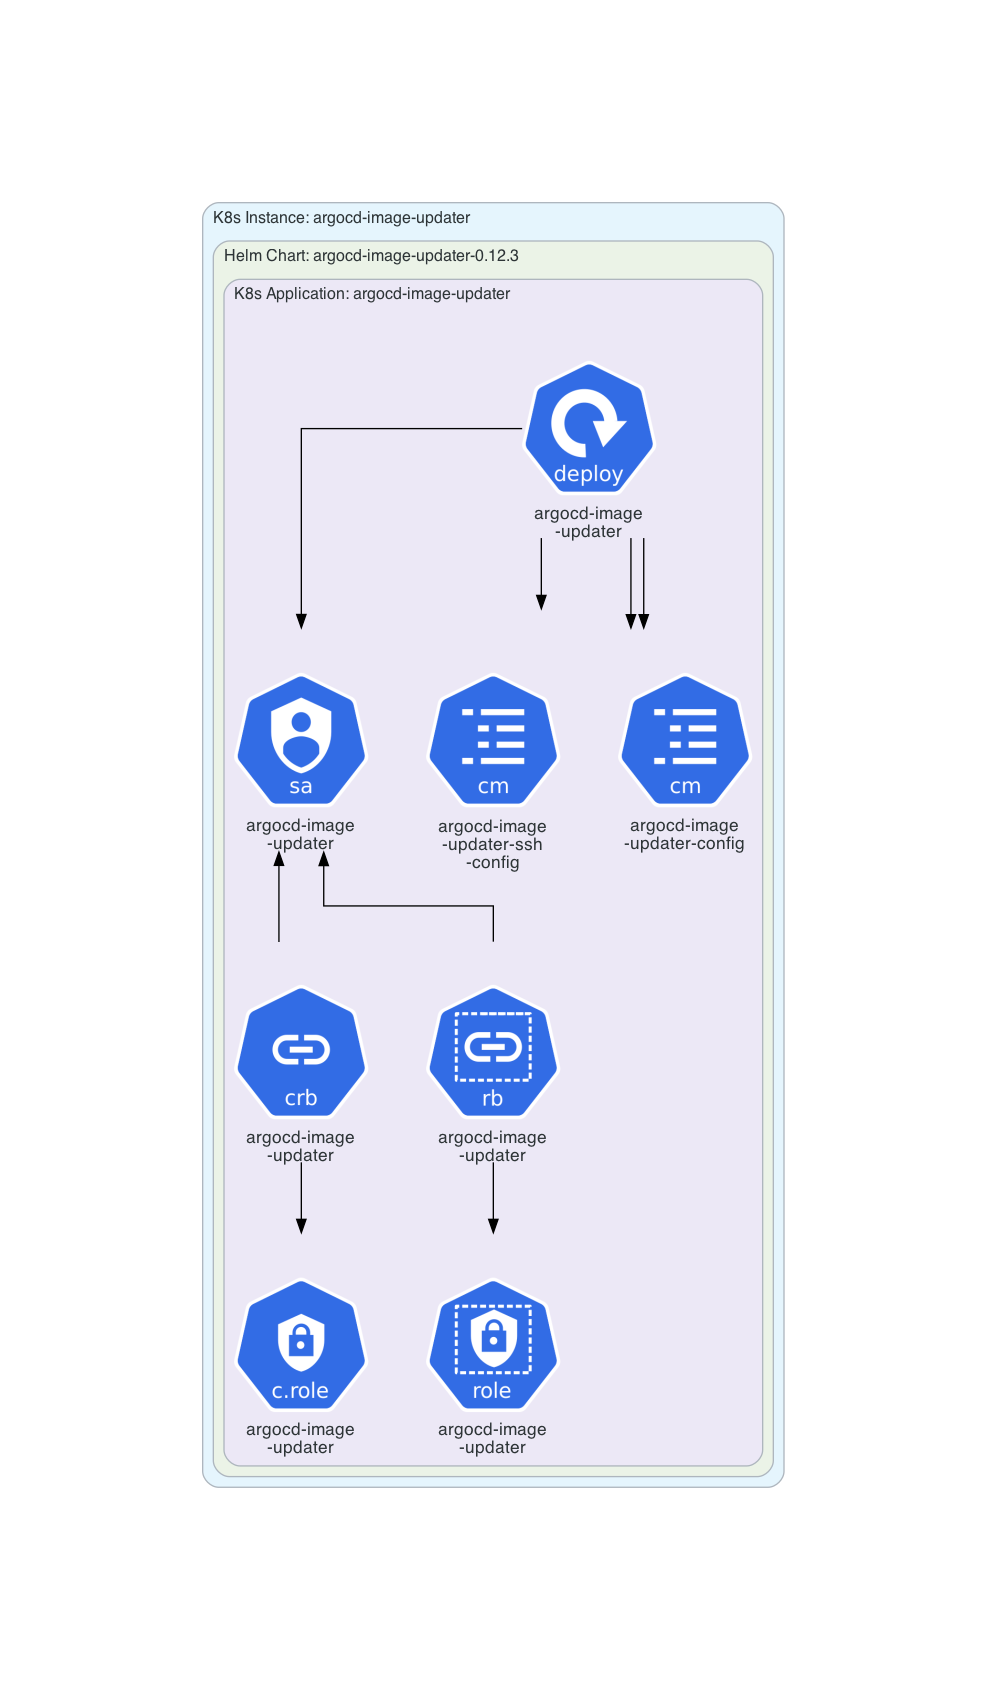 K8s Instance: argocd-image-updater
Helm Chart: argocd-image-updater-0.12.3
K8s Application: argocd-image-updater
deploy
argocd-image
-updater
sa
argocd-image
-updater
cm
argocd-image
-updater-ssh
-config
cm
argocd-image
-updater-config
crb
argocd-image
-updater
rb
argocd-image
-updater
c.role
argocd-image
-updater
role
argocd-image
-updater